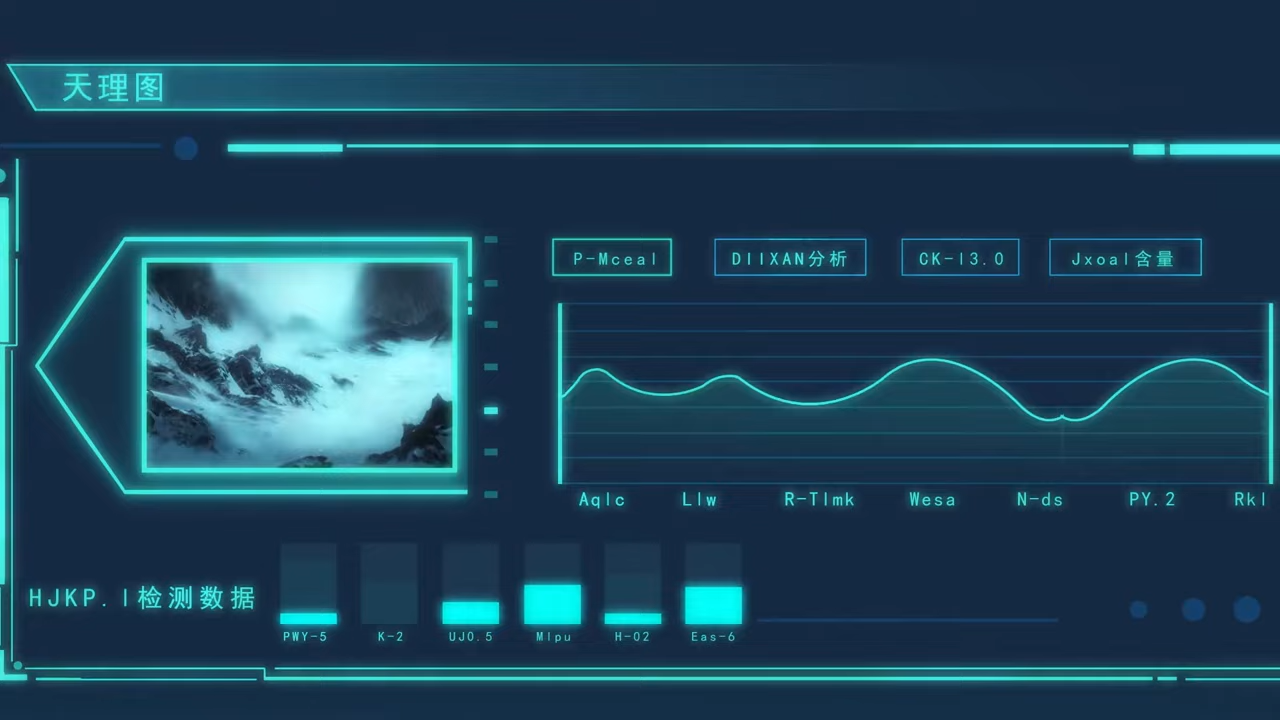 天理图
P-Mceal
DIIXAN分析
CK-I3.0
Jxoal含量
Aqlc
Llw
R-Tlmk
Wesa
N-ds
PY.2
Rkl
HJKP.I检测数据
PWY-5
K-2
UJ0.5
Mlpu
H-02
Eas-6